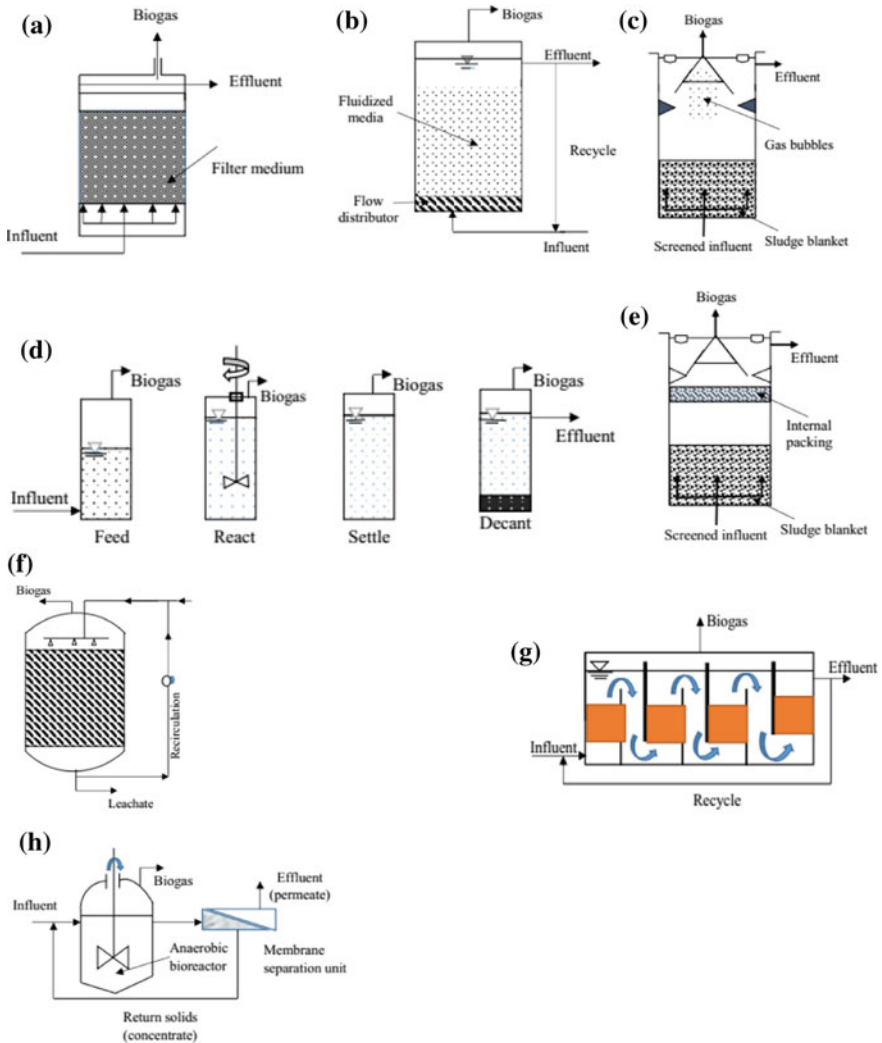 (a)
Biogas
Effluent
Filter medium
Influent
(b)
Biogas
Effluent
Fluidized
media
Recycle
Flow
distributor
Influent
(c)
Biogas
Effluent
Gas bubbles
Screened influent
Sludge blanket
(d)
Biogas
Influent
Feed
Biogas
React
Biogas
Settle
Biogas
Effluent
Decant
(e)
Biogas
Effluent
Internal
packing
Screened influent
Sludge blanket
(f)
Biogas
Recirculation
Leachate
(g)
Biogas
Effluent
Influent
Recycle
(h)
Biogas
Influent
Effluent
(permeate)
Anaerobic
bioreactor
Membrane
separation unit
Return solids
(concentrate)